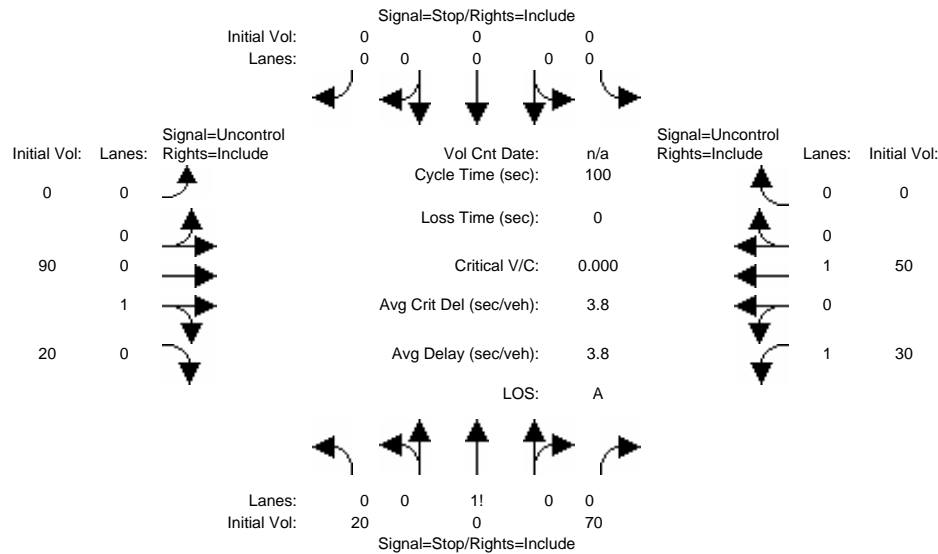 Signal=Stop/Rights=Include
Initial Vol: 0 0 0
Lanes: 0 0 0 0 0
Signal=Uncontrol Signal=Uncontrol
Initial Vol: Lanes: Rights=Include Vol Cnt Date: n/a Rights=Include Lanes: Initial Vol:
Cycle Time (sec): 100
0 0 0 0
Loss Time (sec): 0
0 0
90 0 Critical V/C: 0.000 1 50
1 Avg Crit Del (sec/veh): 3.8 0
20 0 Avg Delay (sec/veh): 3.8 1 30
LOS: A
Lanes: 0 0 1! 0 0
Initial Vol: 20 0 70
Signal=Stop/Rights=Include